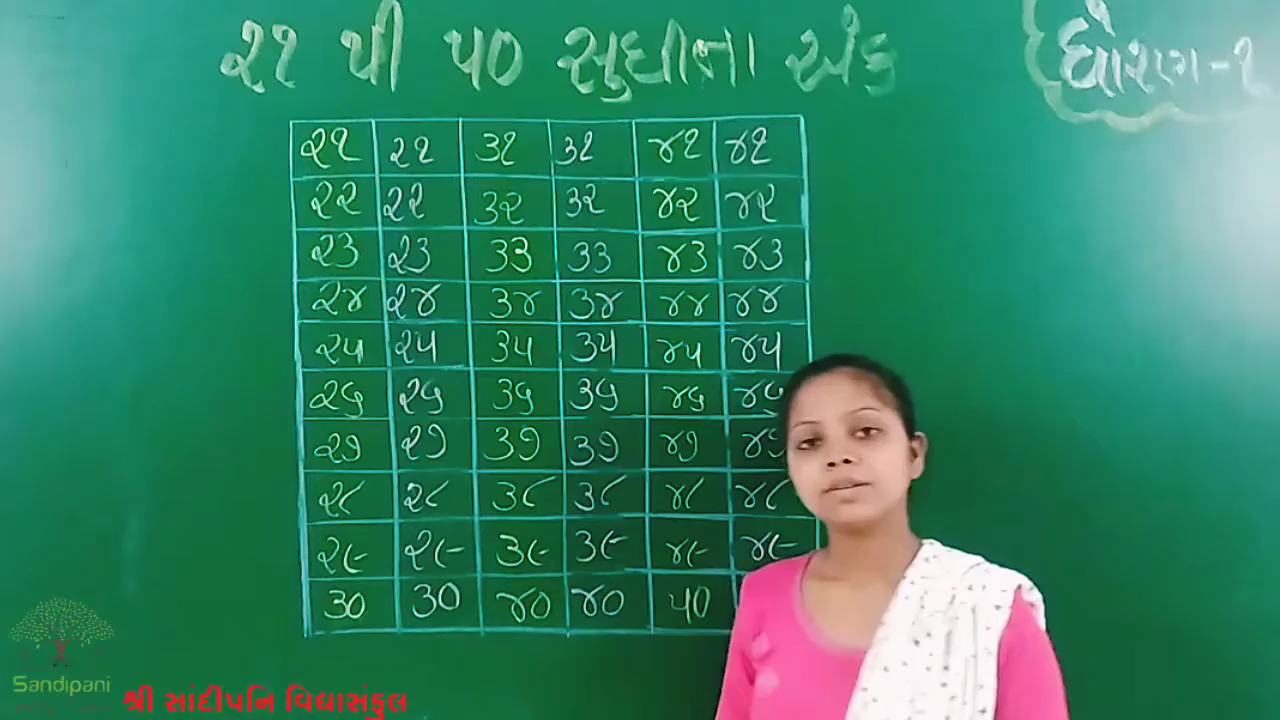 ૨૧ થી ૫૦ સુધીના અંક
ધોરણ-૧
૨૧ ૨૧ ૩૧ ૩૧ ૪૧ ૪૧
૨૨ ૨૨ ૩૨ ૩૨ ૪૨ ૪૨
૨૩ ૨૩ ૩૩ ૩૩ ૪૩ ૪૩
૨૪ ૨૪ ૩૪ ૩૪ ૪૪ ૪૪
૨૫ ૨૫ ૩૫ ૩૫ ૪૫ ૪૫
૨૬ ૨૬ ૩૬ ૩૬ ૪૬ ૪૬
૨૭ ૨૭ ૩૭ ૩૭ ૪૭ ૪૭
૨૮ ૨૮ ૩૮ ૩૮ ૪૮ ૪૮
૨૯ ૨૯ ૩૯ ૩૯ ૪૯ ૪૯
૩૦ ૩૦ ૪૦ ૪૦ ૫૦
Sandipani
શ્રી સાંદીપનિ વિદ્યાસંકુલ